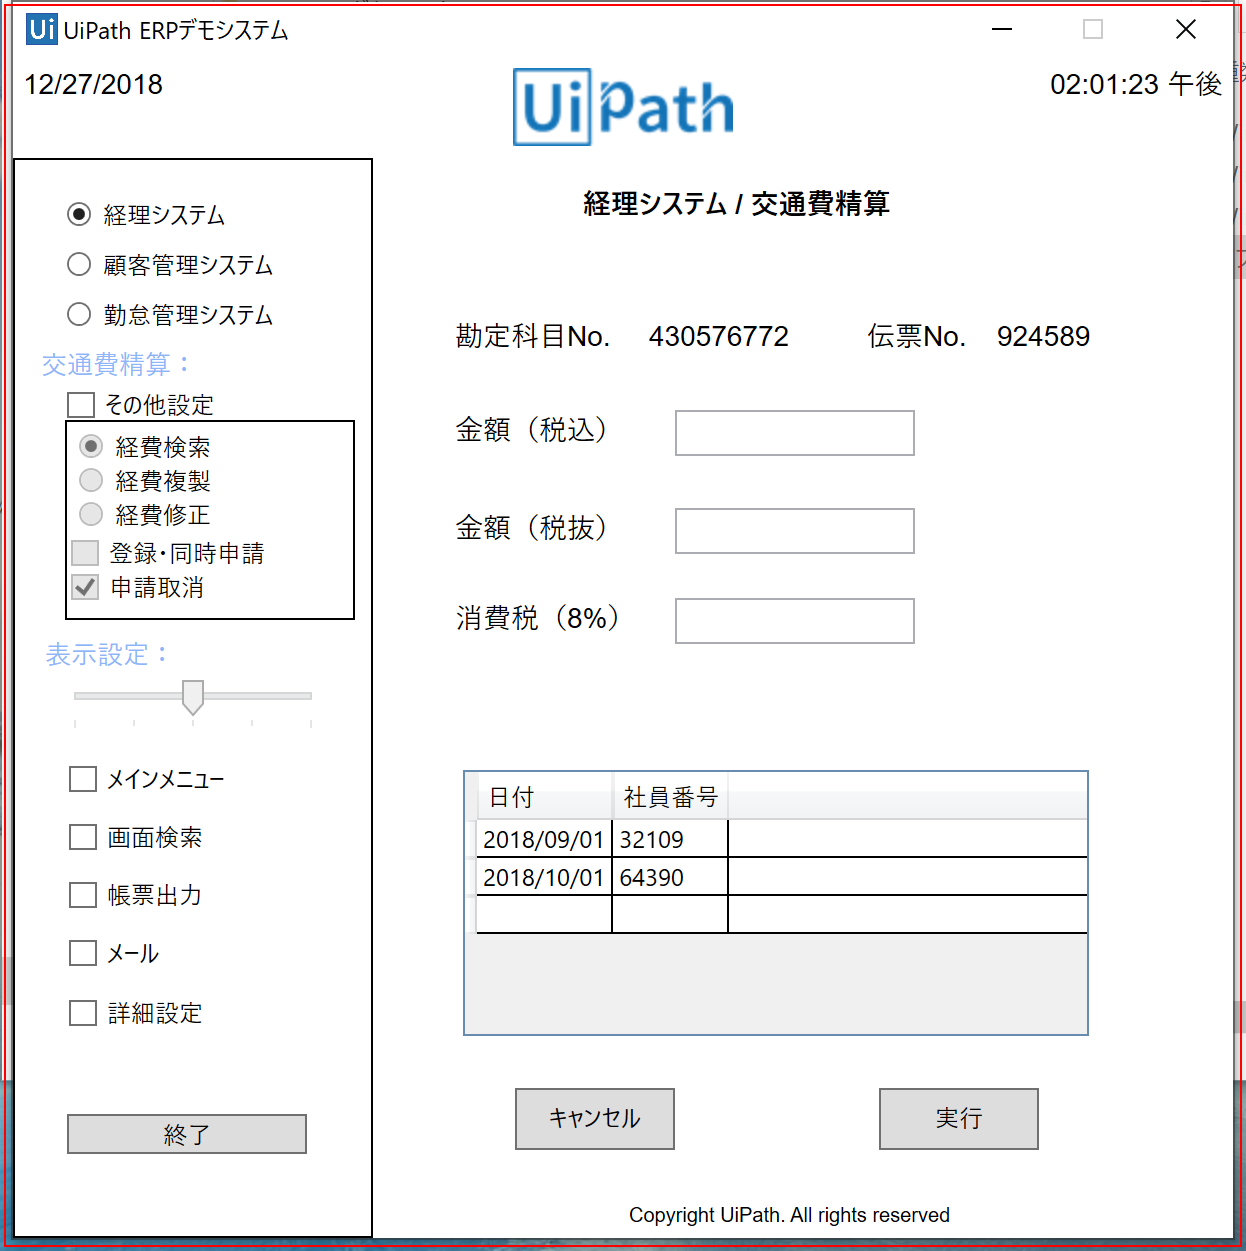 Ui UiPath ERPデモシステム
12/27/2018
UiPath
02:01:23 午後
経理システム
顧客管理システム
勤怠管理システム
交通費精算：
その他設定
経費検索
経費複製
経費修正
登録・同時申請
申請取消
表示設定：
メインメニュー
画面検索
帳票出力
メール
詳細設定
終了
経理システム / 交通費精算
勘定科目No. 430576772 伝票No. 924589
金額（税込）
金額（税抜）
消費税（8%）
日付 社員番号
2018/09/01 32109
2018/10/01 64390
キャンセル 実行
Copyright UiPath. All rights reserved